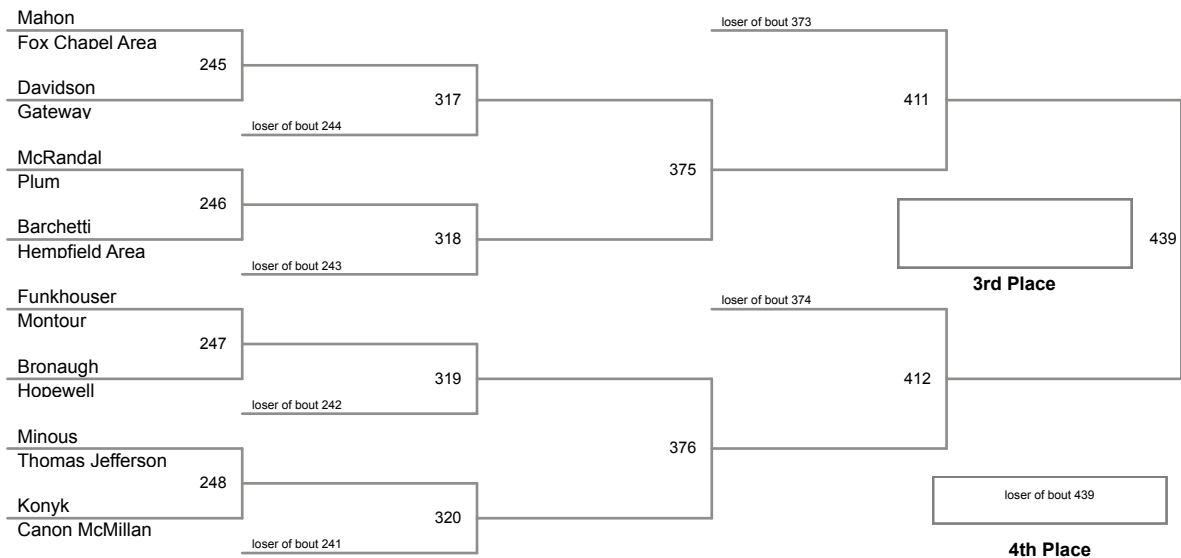 Mahon
Fox Chapel Area
245
Davidson
Gateway
317
loser of bout 244
McRandal
Plum
246
Barchetti
Hempfield Area
318
loser of bout 243
375
Funkhouser
Montour
247
Bronaugh
Hopewell
319
loser of bout 242
Minous
Thomas Jefferson
248
Konyk
Canon McMillan
320
loser of bout 241
376
loser of bout 373
411
loser of bout 374
412
439
3rd Place
loser of bout 439
4th Place